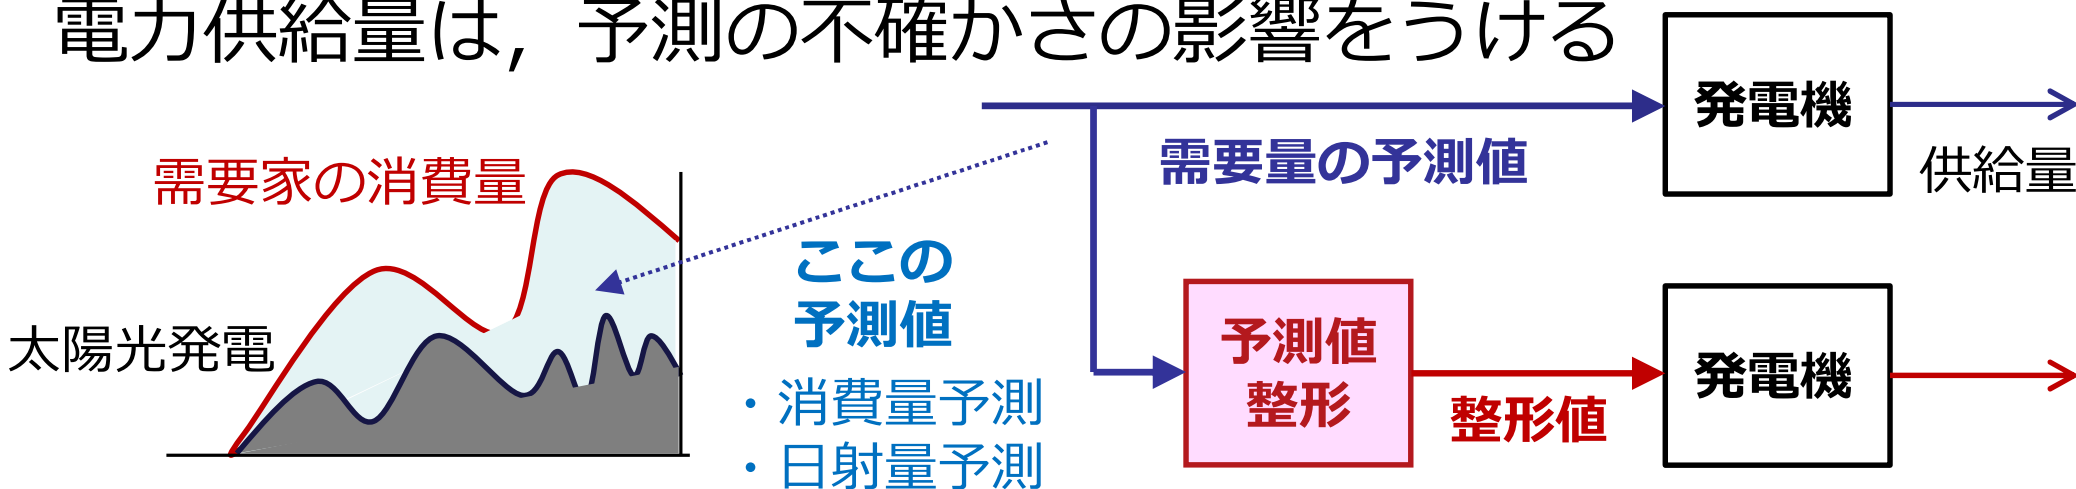 電力供給量は，予測の不確かさの影響をうける
発電機
需要量の予測値
供給量
需要家の消費量
太陽光発電
ここの
予測値
・消費量予測
・日射量予測
予測値
整形
整形値
発電機